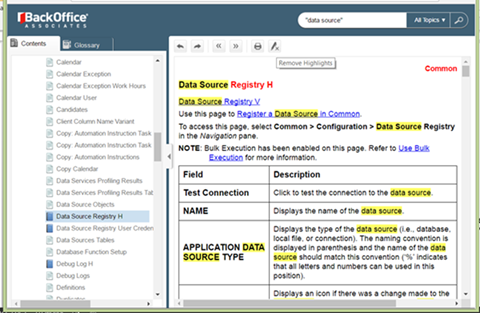 BackOffice
ASSOCIATES
"data source"
All Topics
Contents
Glossary
Calendar
Calendar Exception
Calendar Exception Work Hours
Calendar User
Candidates
Client Column Name Variant
Copy: Automation Instruction Task
Copy: Automation Instruction Task
Copy: Automation Instructions
Copy Calendar
Data Services Profiling Results
Data Services Profiling Results Tab
Data Source Objects
Data Source Registry H
Data Source Registry User Creden
Data Sources Tables
Database Function Setup
Debug Log H
Debug Logs
Definitions
Remove Highlights
Common
Data Source Registry H
Data Source Registry V
Use this page to Register a Data Source in Common.
To access this page, select Common > Configuration > Data Source Registry
in the Navigation pane.
NOTE: Bulk Execution has been enabled on this page. Refer to Use Bulk
Execution for more information.
Field
Description
Test Connection
Click to test the connection to the data source.
NAME
Displays the name of the data source.
APPLICATION DATA
SOURCE TYPE
Displays the type of the data source (i.e., database,
local file, or connection). The naming convention is
displayed in parenthesis and the name of the data
source should match this convention ('%' indicates
that all letters and numbers can be used in this
position).
Displays an icon if there was a change made to the